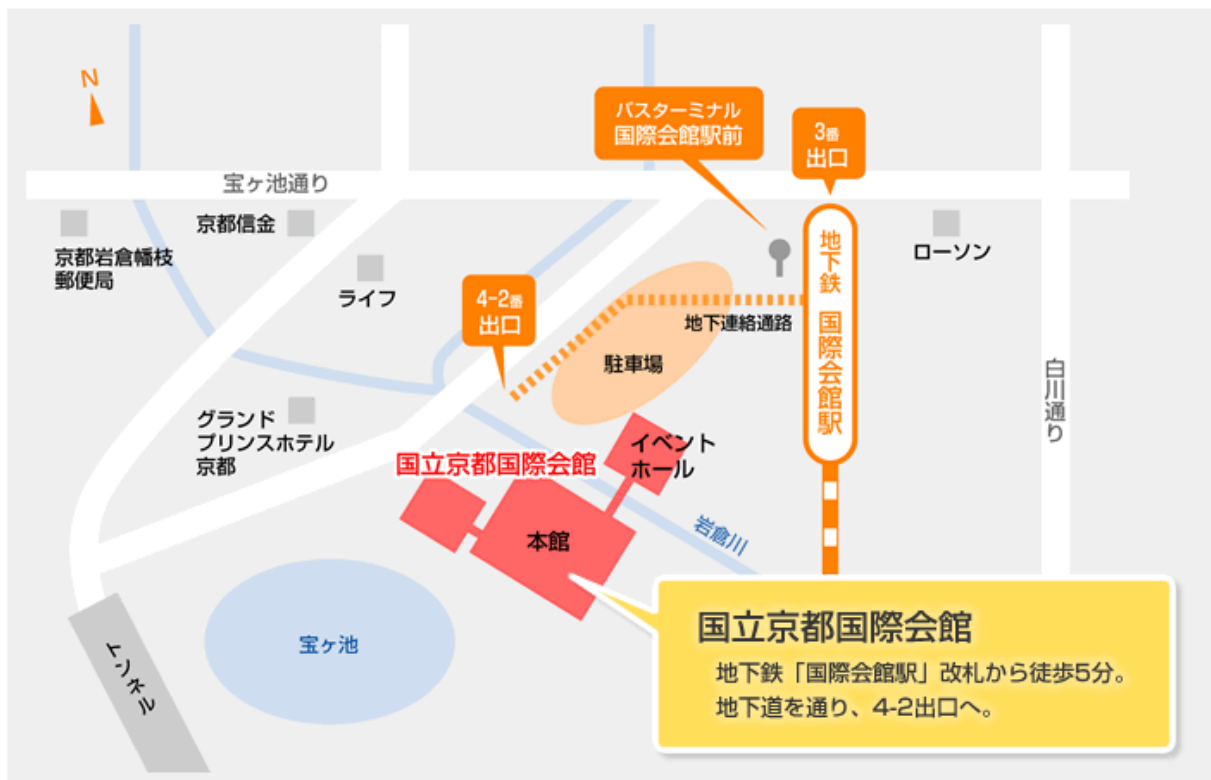 N
バスターミナル
国際会館駅前
3番
出口
宝ヶ池通り
京都信金
京都岩倉幡枝
郵便局
ライフ
4-2番
出口
地下鉄 国際会館駅
ローソン
地下連絡通路
駐車場
白川通り
グランド
プリンスホテル
京都
国立京都国際会館
イベント
ホール
本館
岩倉川
宝ヶ池
トンネル
国立京都国際会館
地下鉄「国際会館駅」改札から徒歩5分。
地下道を通り、4-2出口へ。